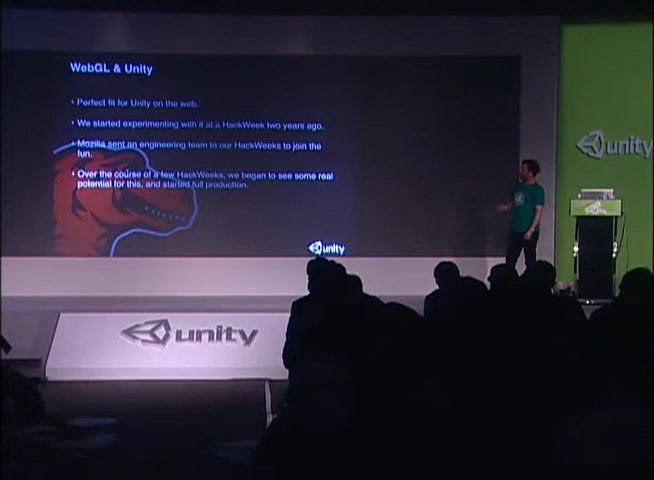 WebGL & Unity
• Perfect fit for Unity on the web.
• We started experimenting with it at a HackWeek two years ago.
• Mozilla sent an engineering team to our HackWeeks to join the
fun.
• Over the course of a few HackWeeks, we began to see some real
potential for this, and started full production.
unity
unity
unity